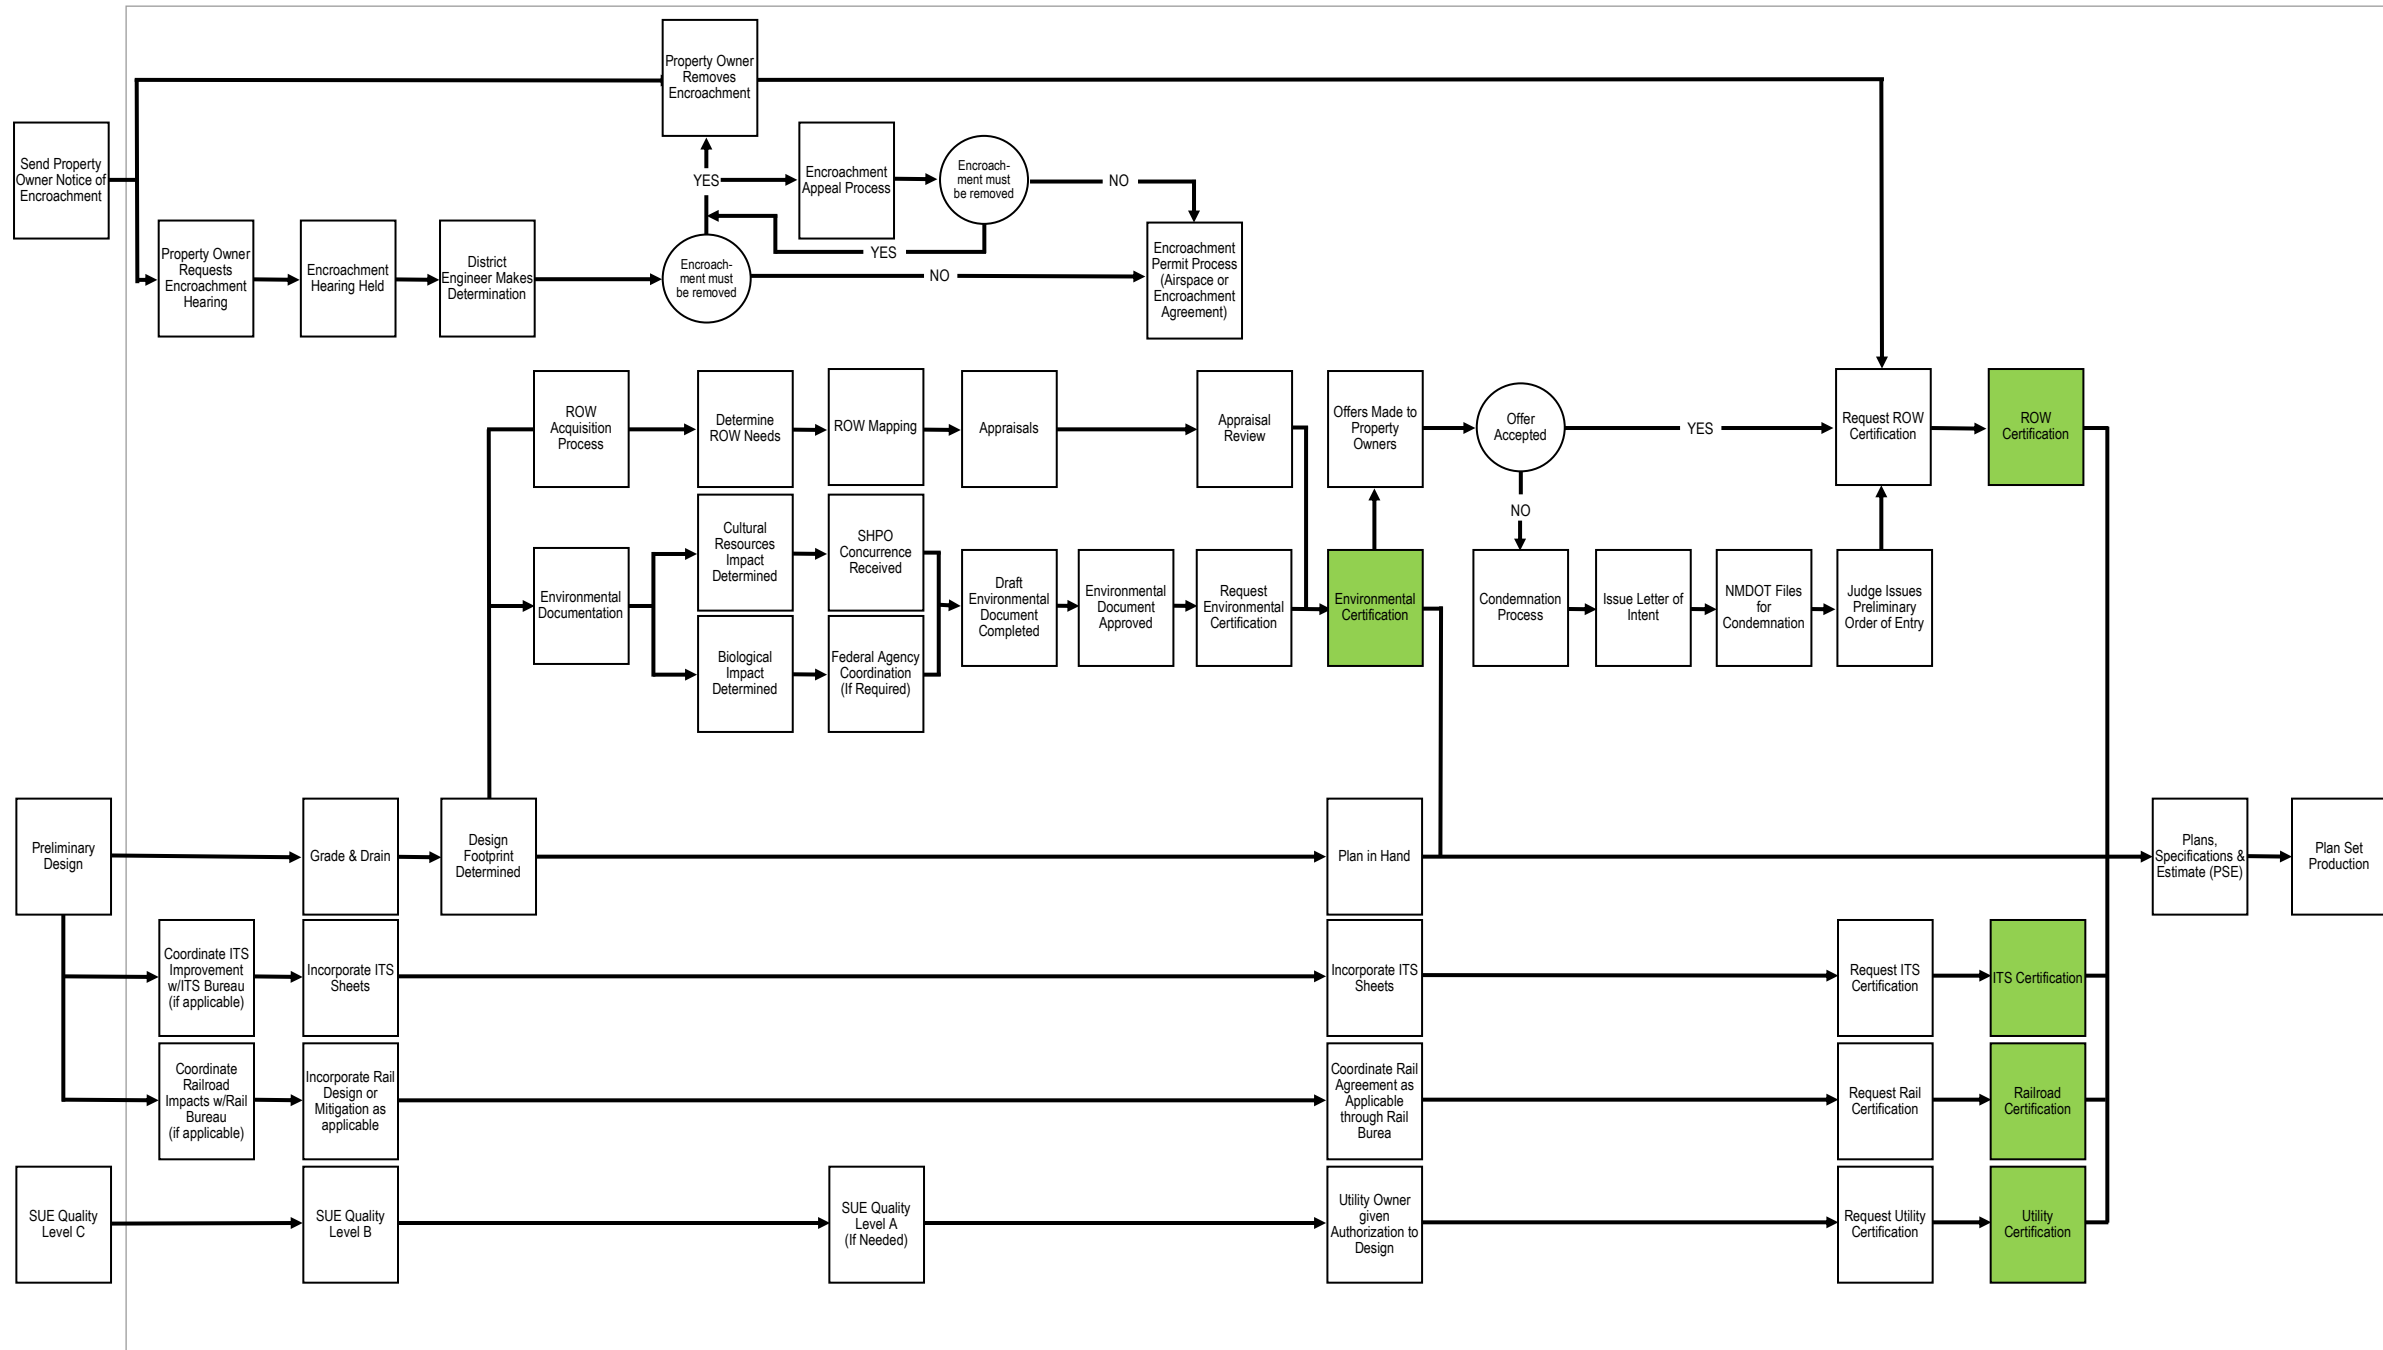 Property Owner
Removes
Encroachment
Send Property
Owner Notice of
Encroachment
YES
Encroachment
Appeal Process
Encroach-
ment must
be removed
NO
YES
Property Owner
Requests
Encroachment
Hearing
Encroachment
Hearing Held
District
Engineer Makes
Determination
Encroach-
ment must
be removed
NO
Encroachment
Permit Process
(Airspace or
Encroachment
Agreement)
ROW
Acquisition
Process
Determine
ROW Needs
ROW Mapping
Appraisals
Appraisal
Review
Offers Made to
Property
Owners
Offer
Accepted
YES
Request ROW
Certification
ROW
Certification
NO
Environmental
Documentation
Cultural
Resources
Impact
Determined
SHPO
Concurrence
Received
Biological
Impact
Determined
Federal Agency
Coordination
(If Required)
Draft
Environmental
Document
Completed
Environmental
Document
Approved
Request
Environmental
Certification
Environmental
Certification
Condemnation
Process
Issue Letter of
Intent
NMDOT Files
for
Condemnation
Judge Issues
Preliminary
Order of Entry
Preliminary
Design
Grade & Drain
Design
Footprint
Determined
Plan in Hand
Plans,
Specifications &
Estimate (PSE)
Plan Set
Production
Coordinate ITS
Improvement
w/ITS Bureau
(if applicable)
Incorporate ITS
Sheets
Incorporate ITS
Sheets
Request ITS
Certification
ITS Certification
Coordinate
Railroad
Impacts w/Rail
Bureau
(if applicable)
Incorporate Rail
Design or
Mitigation as
applicable
Coordinate Rail
Agreement as
Applicable
through Rail
Burea
Request Rail
Certification
Railroad
Certification
SUE Quality
Level C
SUE Quality
Level B
SUE Quality
Level A
(If Needed)
Utility Owner
given
Authorization to
Design
Request Utility
Certification
Utility
Certification